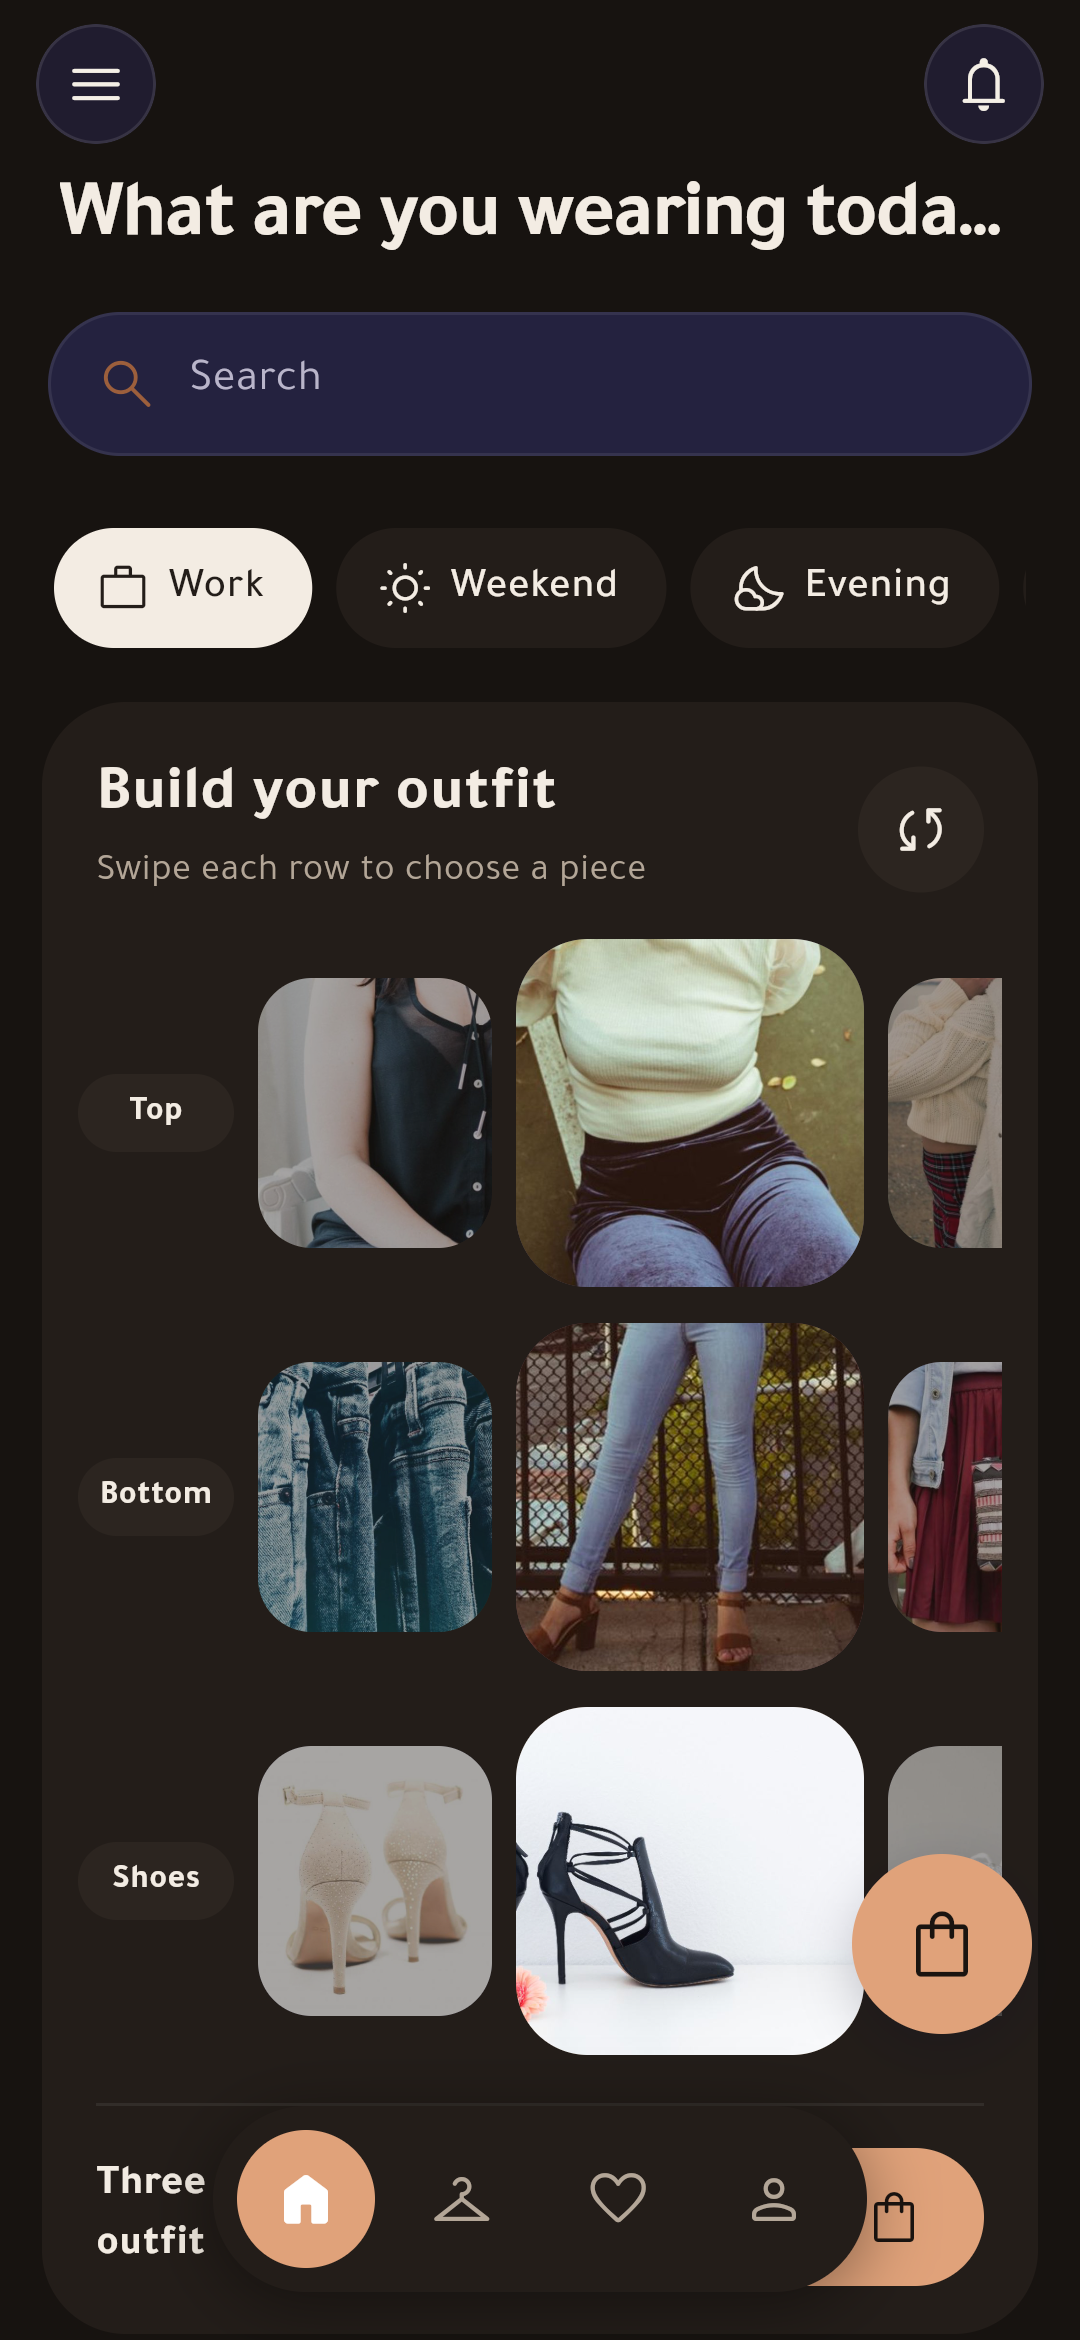 What are you wearing toda...
Search
Work
Weekend
Evening
Build your outfit
Swipe each row to choose a piece
Top
Bottom
Shoes
Three
outfit